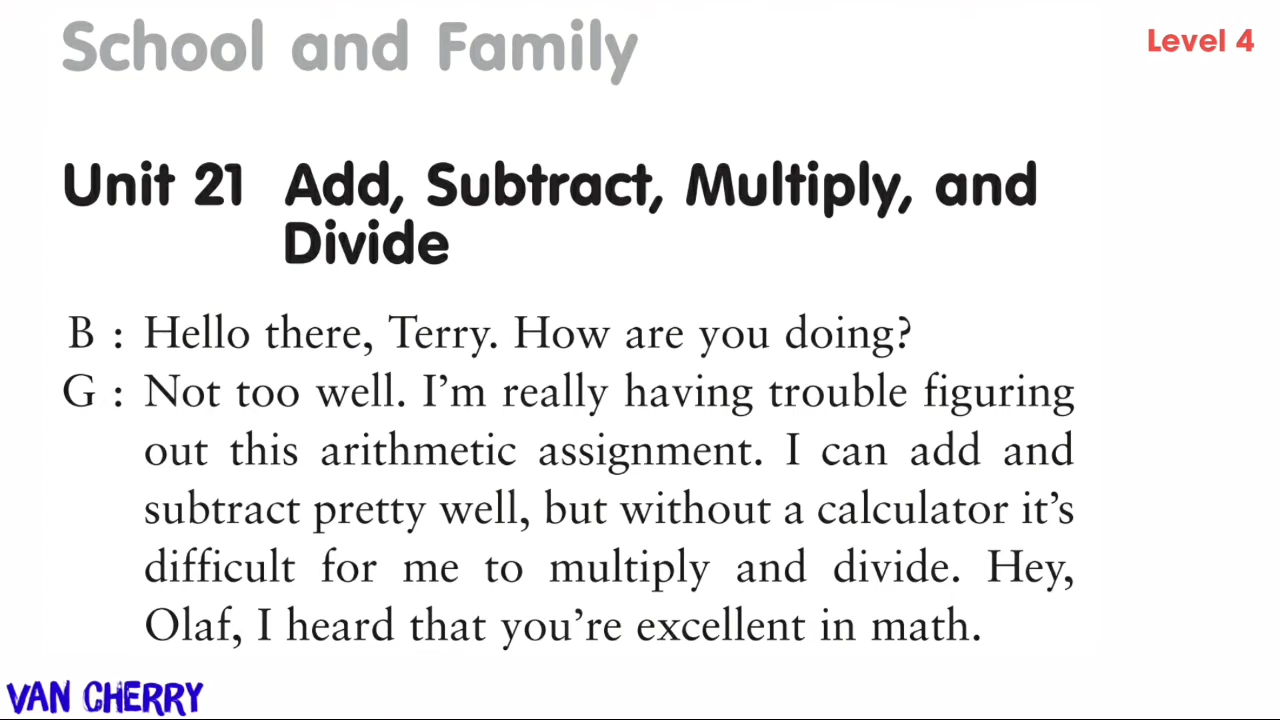 School and Family
Level 4
Unit 21 Add, Subtract, Multiply, and
Divide
B : Hello there, Terry. How are you doing?
G : Not too well. I'm really having trouble figuring
out this arithmetic assignment. I can add and
subtract pretty well, but without a calculator it's
difficult for me to multiply and divide. Hey,
Olaf, I heard that you're excellent in math.
VAN CHERRY